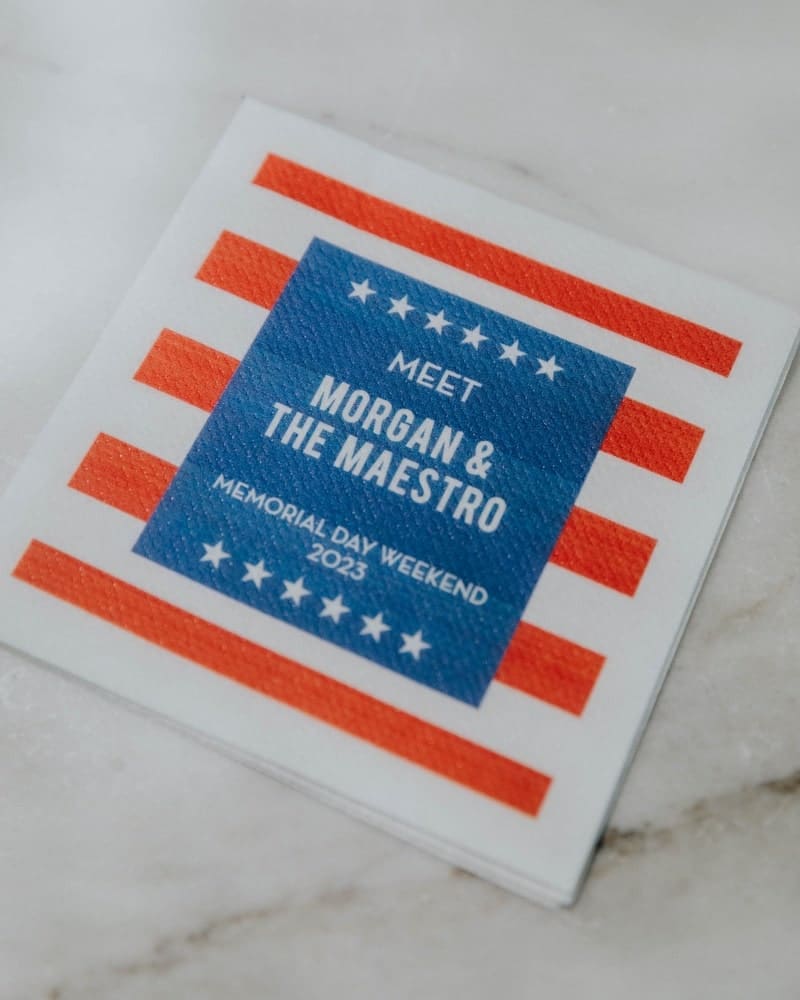 MEET
MORGAN &
THE MAESTRO
MEMORIAL DAY WEEKEND
2023